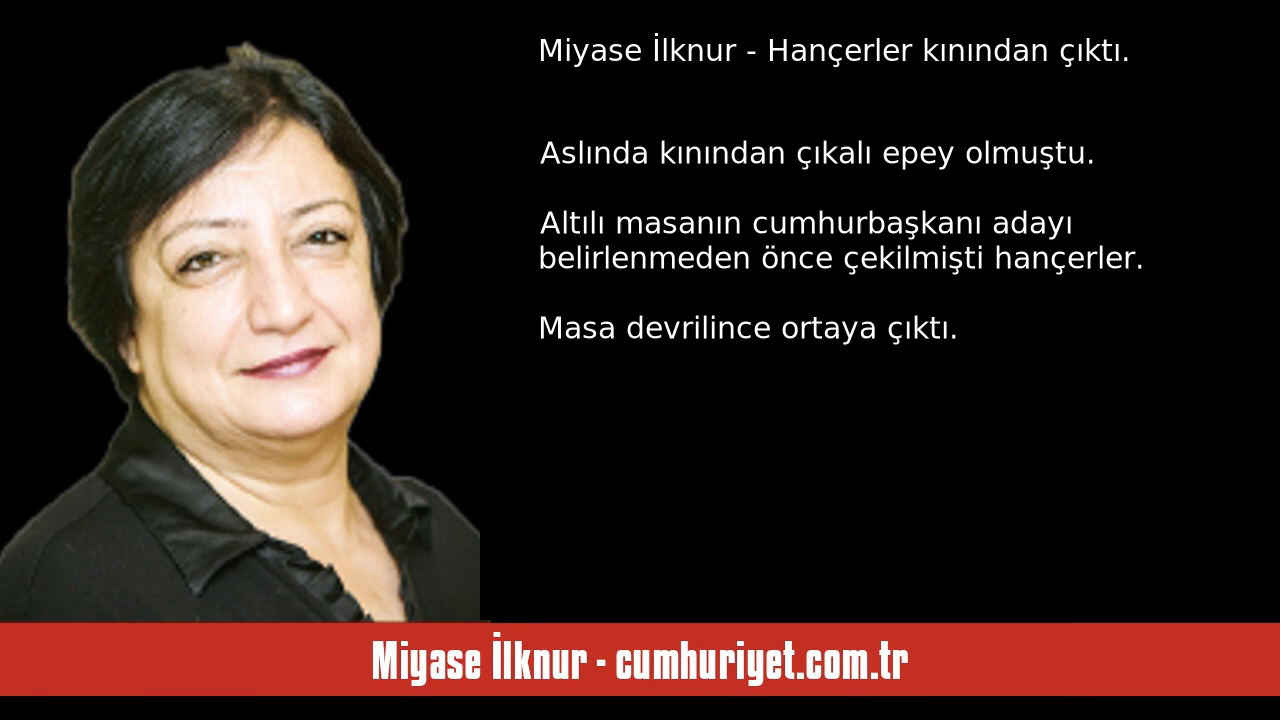 Miyase İlknur - Hançerler kınından çıktı.
Aslında kınından çıkalı epey olmuştu.
Altılı masanın cumhurbaşkanı adayı
belirlenmeden önce çekilmişti hançerler.
Masa devrilince ortaya çıktı.
Miyase İlknur - cumhuriyet.com.tr